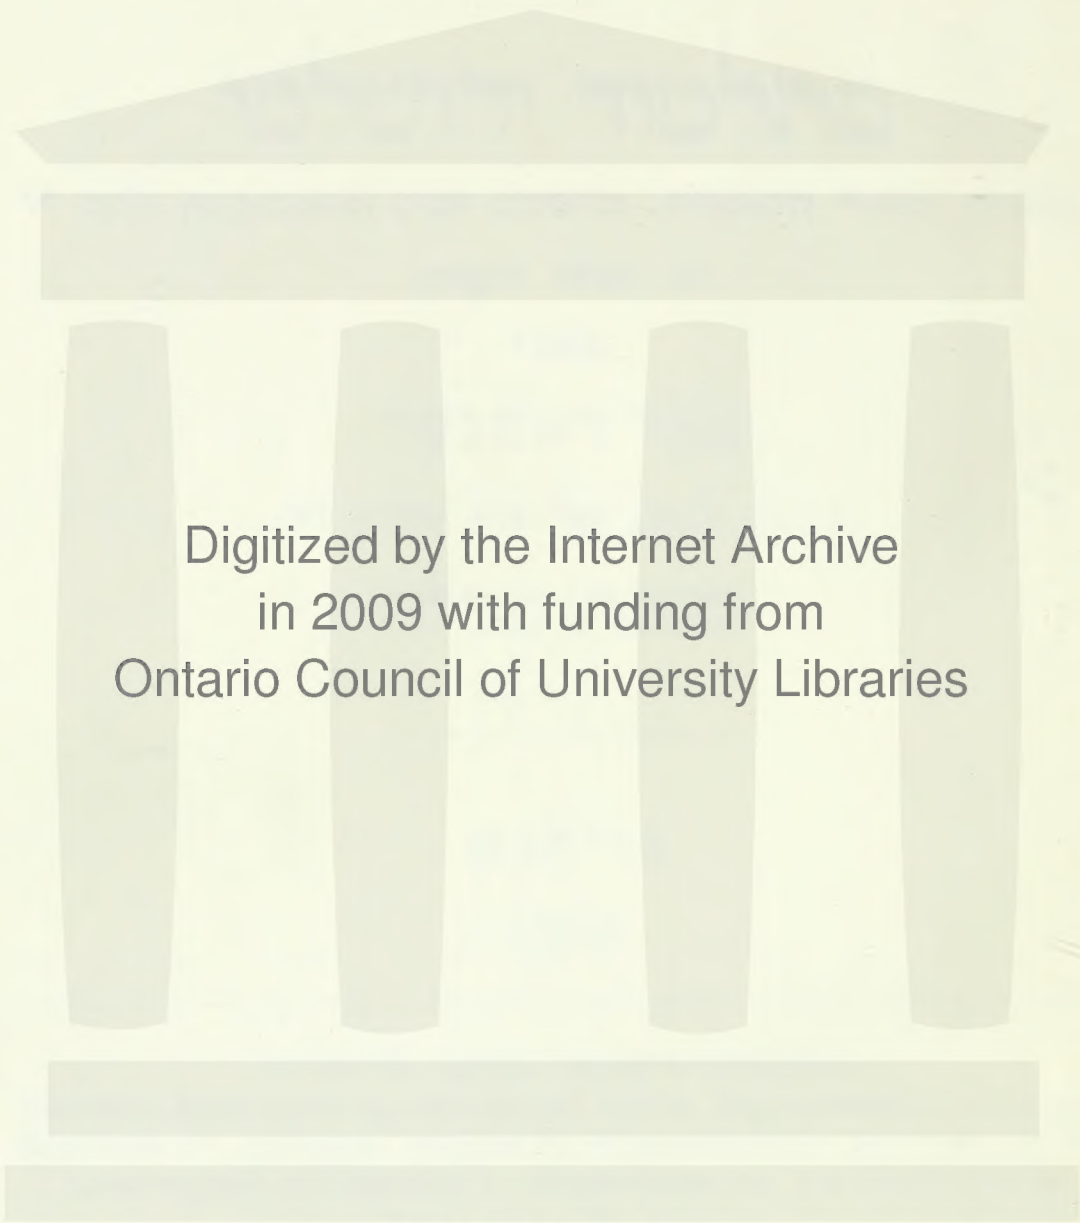 Digitized by the Internet Archive
in 2009 with funding from
Ontario Council of University Libraries